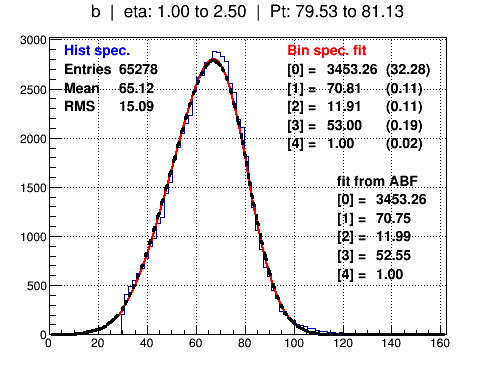 b | eta: 1.00 to 2.50 | Pt: 79.53 to 81.13
Hist spec.
Entries 65278
Mean 65.12
RMS 15.09
Bin spec. fit
[0] = 3453.26 (32.28)
[1] = 70.81 (0.11)
[2] = 11.91 (0.11)
[3] = 53.00 (0.19)
[4] = 1.00 (0.02)
fit from ABF
[0] = 3453.26
[1] = 70.75
[2] = 11.99
[3] = 52.55
[4] = 1.00
3000
2500
2000
1500
1000
500
0
0 20 40 60 80 100 120 140 160